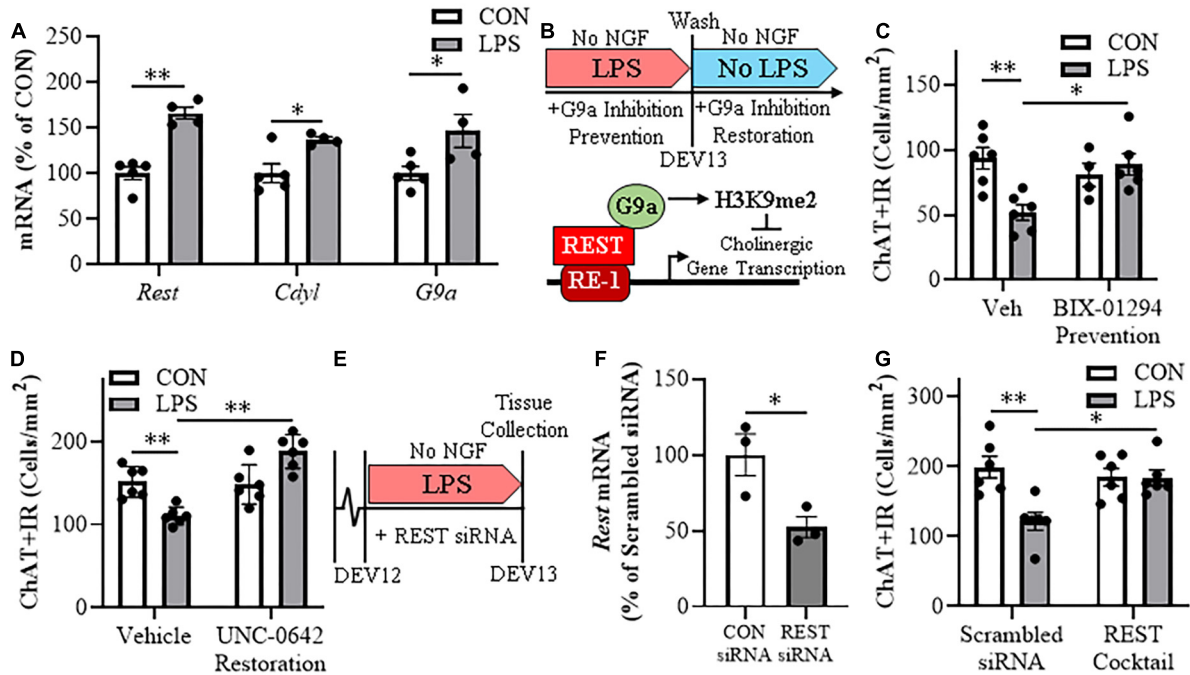 A
mRNA (% of CON)
250
200
150
100
50
0
CON
LPS
**
*
*
Rest
Cdyl
G9a
B
Wash
No NGF
No NGF
LPS
No LPS
+G9a Inhibition
Prevention
+G9a Inhibition
Restoration
DEV13
G9a
H3K9me2
REST
RE-1
Cholinergic
Gene Transcription
C
ChAT+IR (Cells/mm²)
150
100
50
0
CON
LPS
**
*
Veh
BIX-01294
Prevention
D
ChAT+IR (Cells/mm²)
200
100
0
CON
LPS
**
**
Vehicle
UNC-0642
Restoration
E
Tissue
Collection
No NGF
LPS
+ REST siRNA
DEV12
DEV13
F
Rest mRNA
(% of Scrambled siRNA)
150
100
50
0
*
CON
siRNA
REST
siRNA
G
ChAT+IR (Cells/mm²)
300
200
100
0
CON
LPS
**
*
Scrambled
siRNA
REST
Cocktail